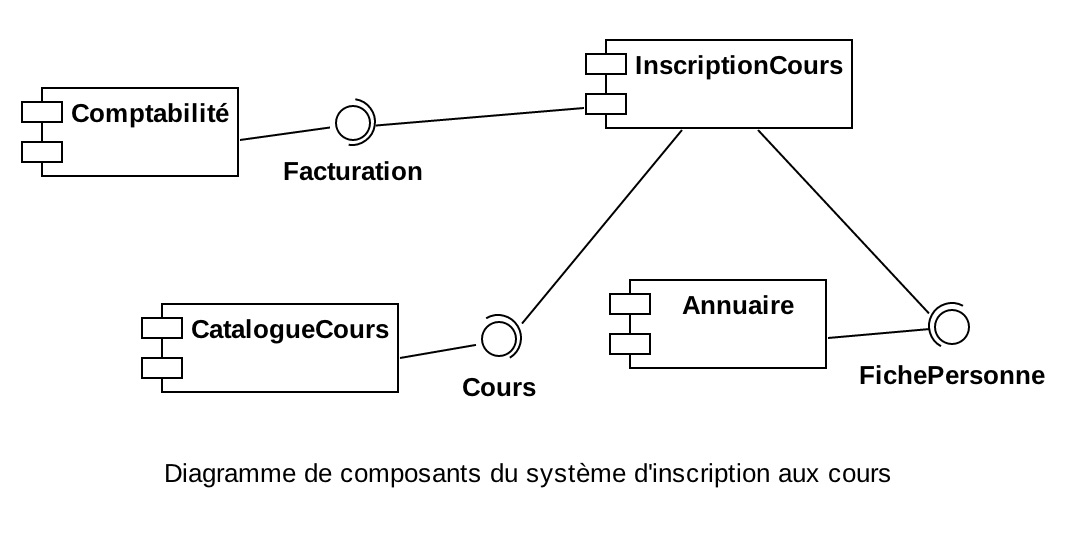 InscriptionCours
Comptabilité
Facturation
CatalogueCours
Annuaire
Cours
FichePersonne
Diagramme de composants du système d'inscription aux cours